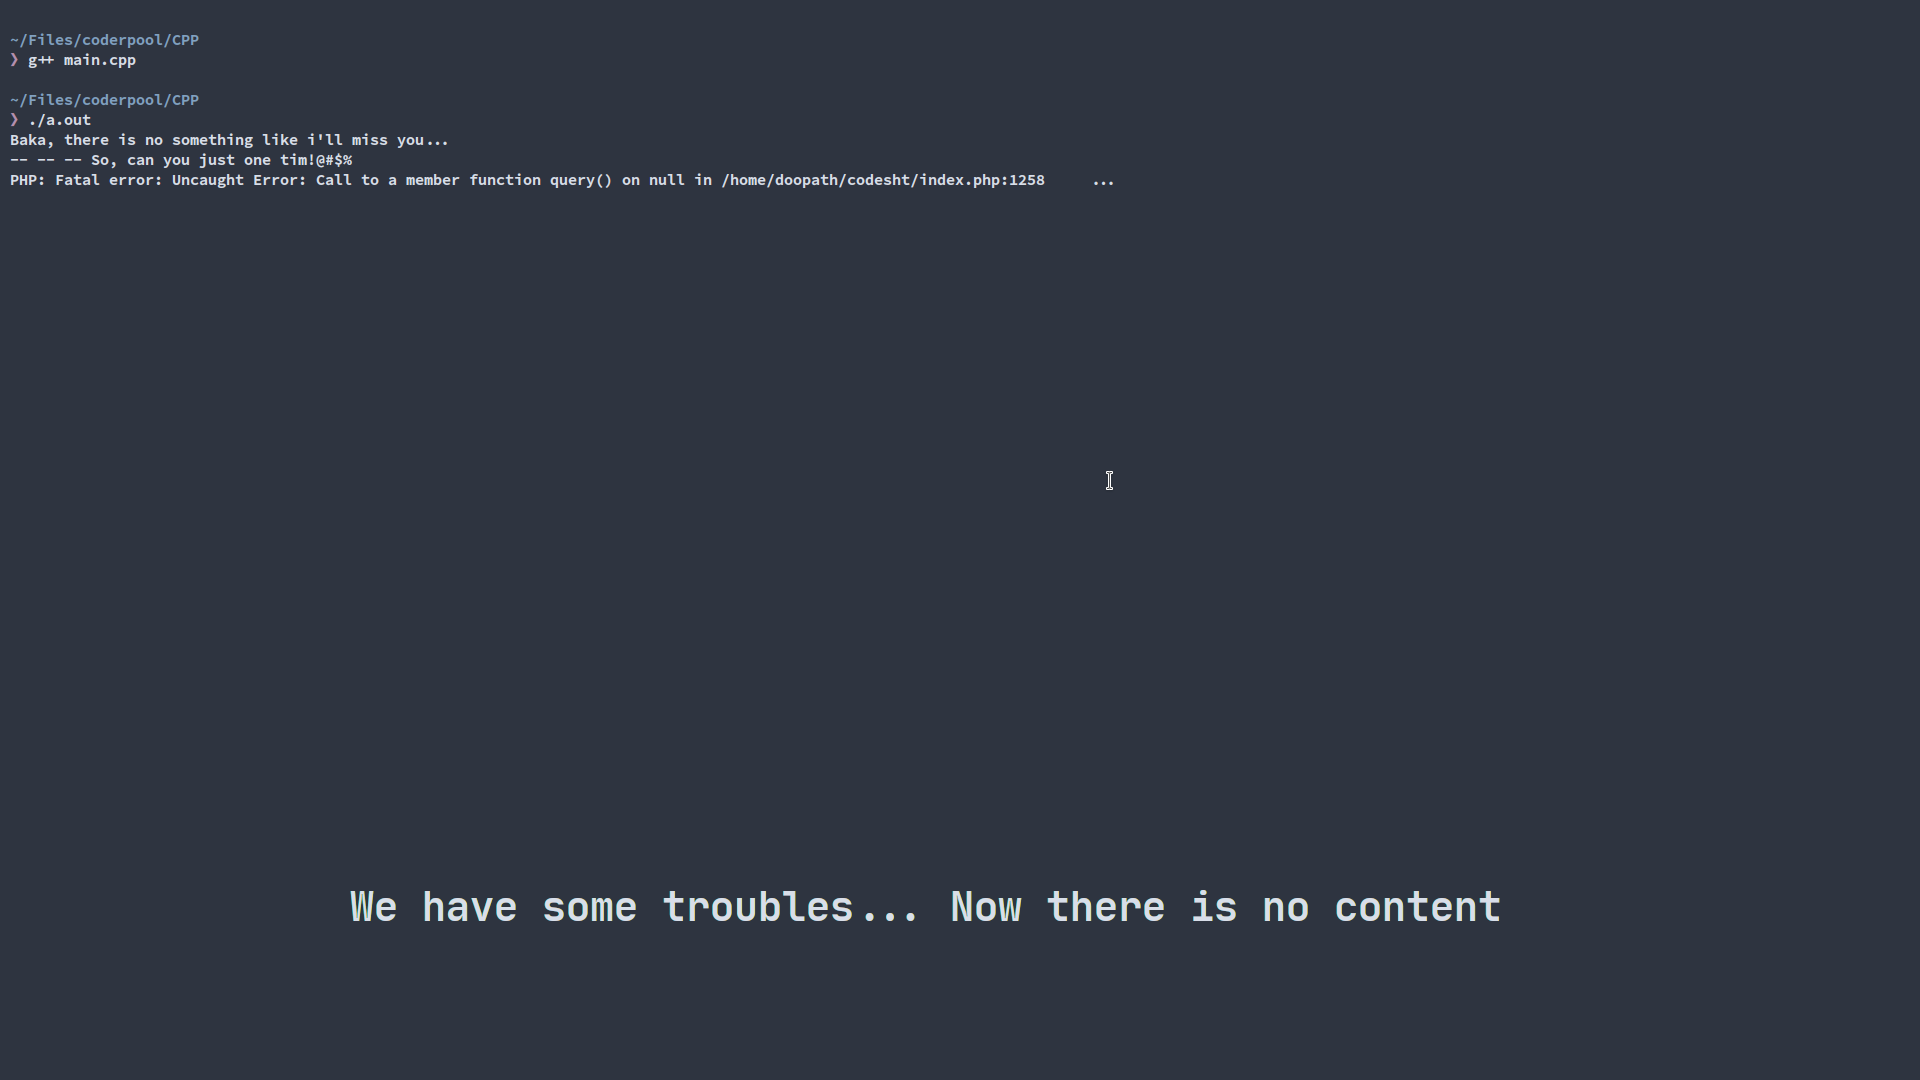 ~/Files/coderpool/CPP
❯ g++ main.cpp
~/Files/coderpool/CPP
❯ ./a.out
Baka, there is no something like i'll miss you...
-- -- -- So, can you just one tim!@#$%
PHP: Fatal error: Uncaught Error: Call to a member function query() on null in /home/doopath/codesht/index.php:1258     ...
We have some troubles... Now there is no content